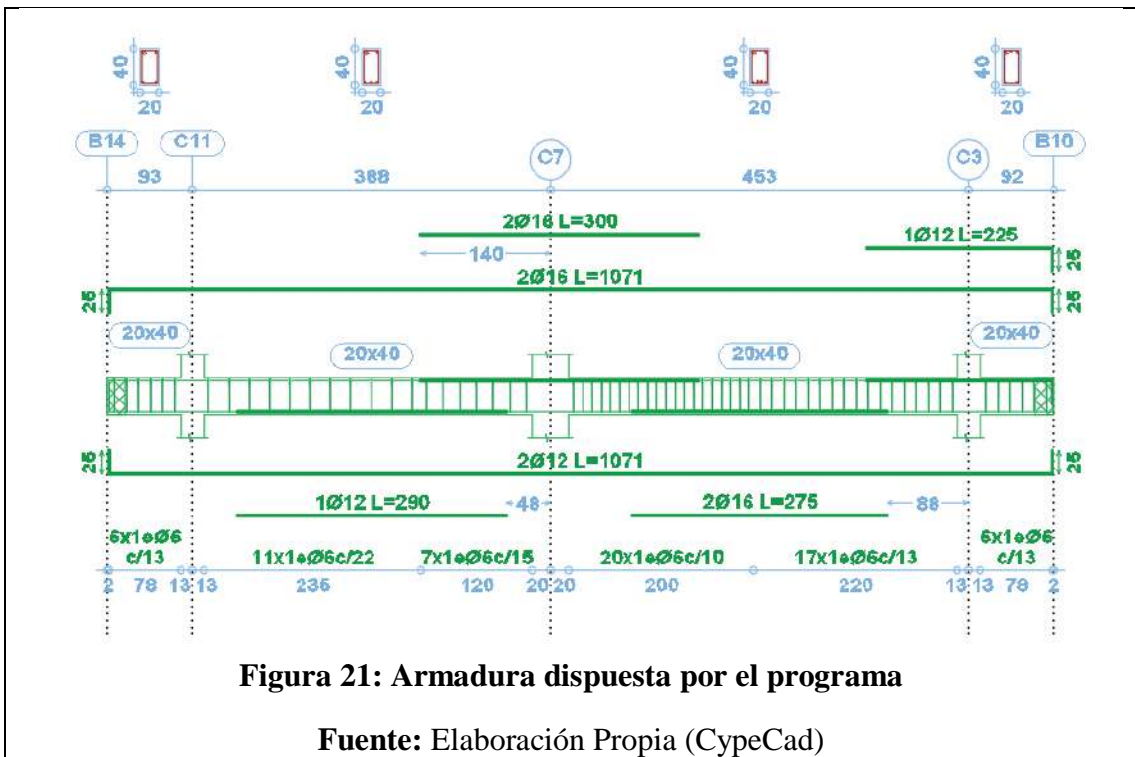 40 40 40 40
20 20 20 20
B14 C11 C7 C3 B10
93 388 453 92
2Ø16 L=300
1Ø12 L=225
140
25
2Ø16 L=1071
25 25
20x40 20x40
20x40 20x40
25 2Ø12 L=1071 25
1Ø12 L=290 48 2Ø16 L=275 88
6x1eØ6 6x1eØ6
c/13 11x1eØ6c/22 7x1eØ6c/15 20x1eØ6c/10 17x1eØ6c/13 c/13
2 78 13 13 235 120 20 20 200 220 13 13 78 2
Figura 21: Armadura dispuesta por el programa
Fuente: Elaboración Propia (CypeCad)